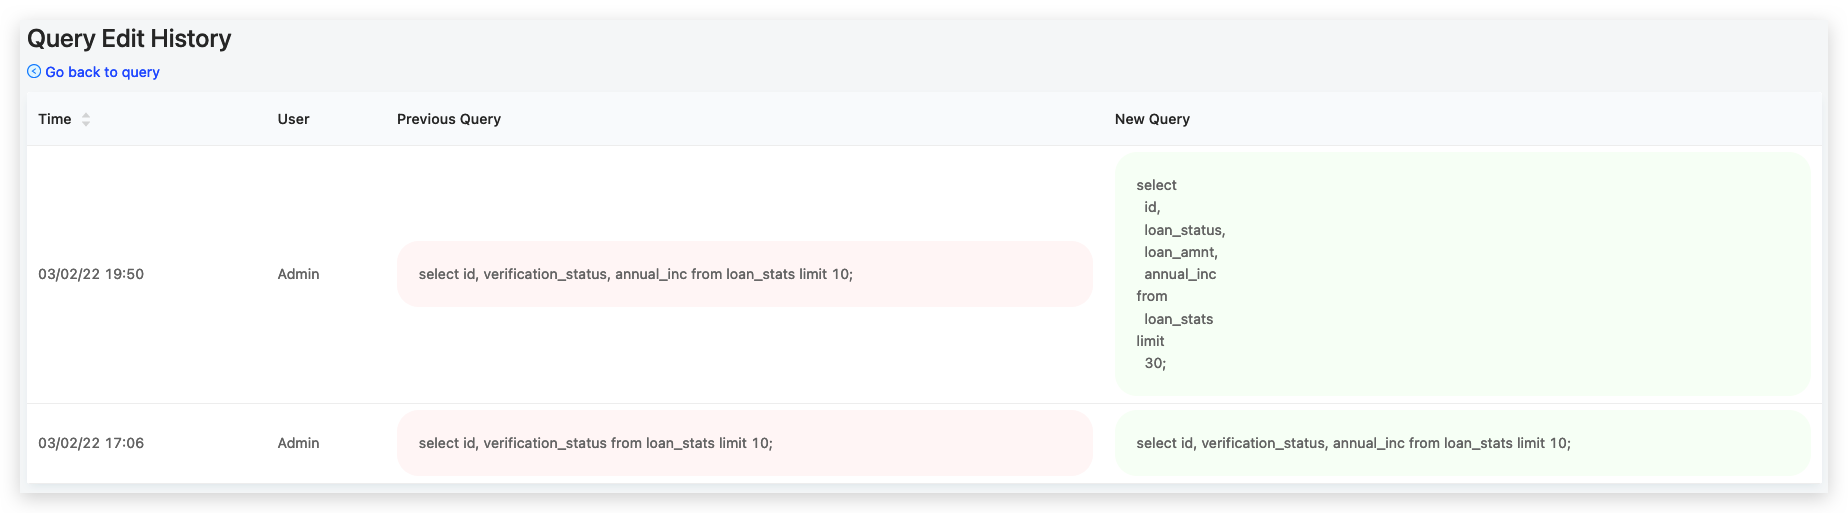 Query Edit History
Go back to query
Time User Previous Query New Query
03/02/22 19:50 Admin select id, verification_status, annual_inc from loan_stats limit 10;
select
id,
loan_status,
loan_amnt,
annual_inc
from
loan_stats
limit
30;
03/02/22 17:06 Admin select id, verification_status from loan_stats limit 10; select id, verification_status, annual_inc from loan_stats limit 10;